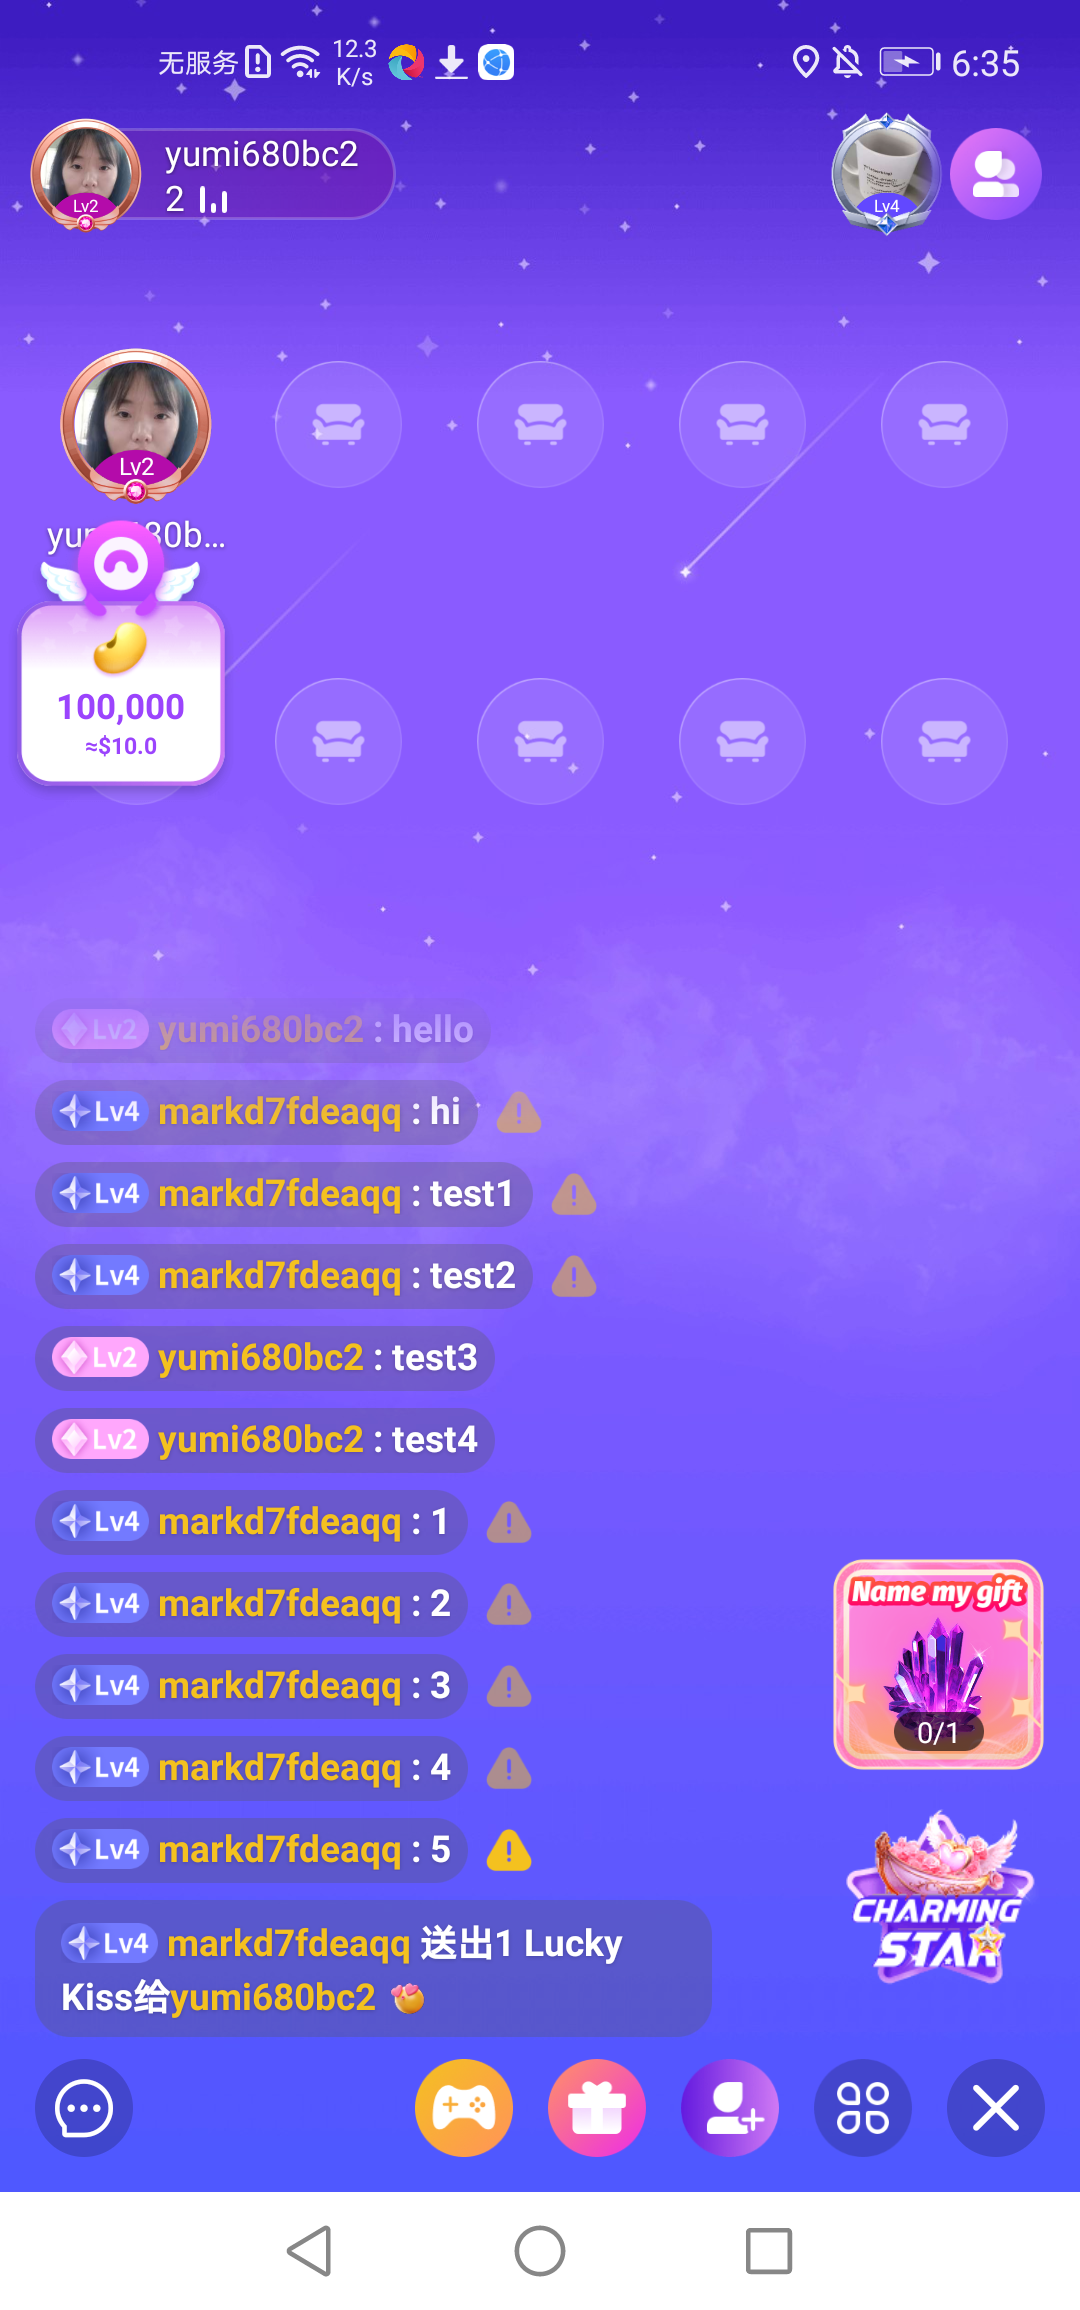 无服务 12.3 K/s 6:35
yumi680bc2
2
Lv2
Lv4
Lv2
yumi680b...
100,000
≈$10.0
Lv2 yumi680bc2 : hello
Lv4 markd7fdeaqq : hi
Lv4 markd7fdeaqq : test1
Lv4 markd7fdeaqq : test2
Lv2 yumi680bc2 : test3
Lv2 yumi680bc2 : test4
Lv4 markd7fdeaqq : 1
Lv4 markd7fdeaqq : 2
Lv4 markd7fdeaqq : 3
Lv4 markd7fdeaqq : 4
Lv4 markd7fdeaqq : 5
Name my gift
0/1
CHARMING
STAR
Lv4 markd7fdeaqq 送出1 Lucky
Kiss给yumi680bc2 😍